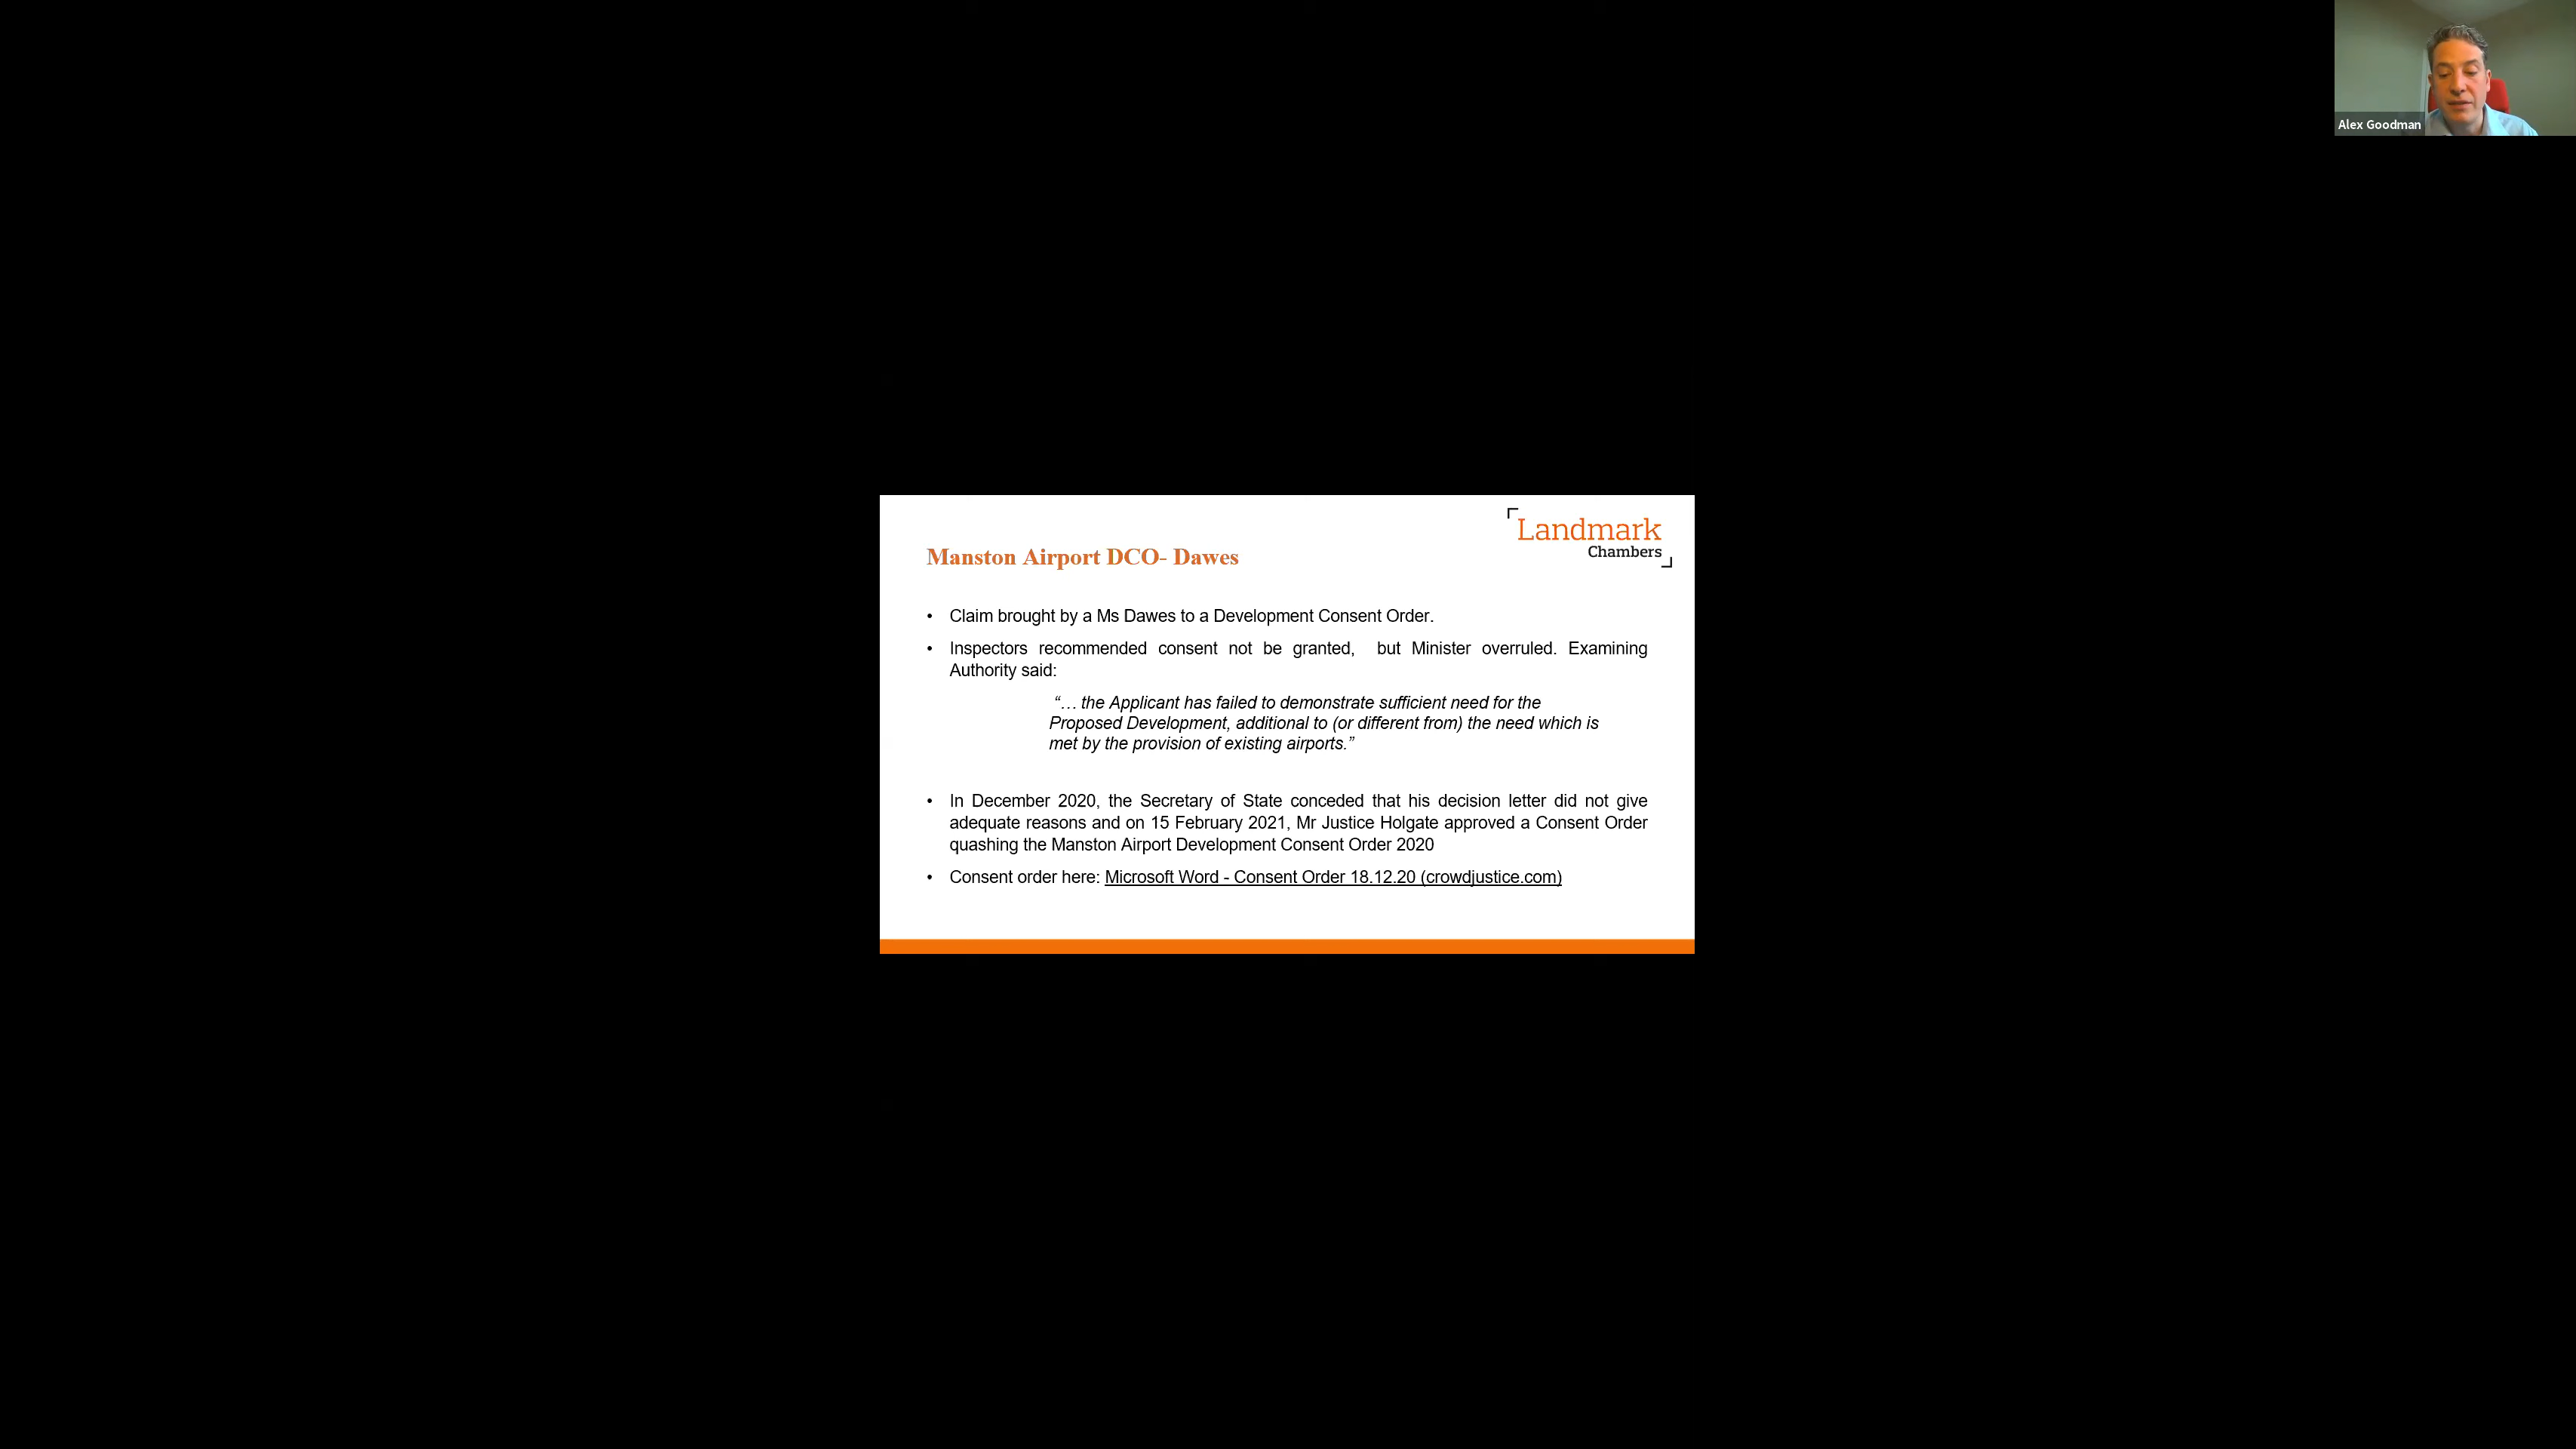 Alex Goodman
Landmark
Chambers
Manston Airport DCO- Dawes
• Claim brought by a Ms Dawes to a Development Consent Order.
• Inspectors recommended consent not be granted, but Minister overruled. Examining
Authority said:
“… the Applicant has failed to demonstrate sufficient need for the
Proposed Development, additional to (or different from) the need which is
met by the provision of existing airports.”
• In December 2020, the Secretary of State conceded that his decision letter did not give
adequate reasons and on 15 February 2021, Mr Justice Holgate approved a Consent Order
quashing the Manston Airport Development Consent Order 2020
• Consent order here: Microsoft Word - Consent Order 18.12.20 (crowdjustice.com)